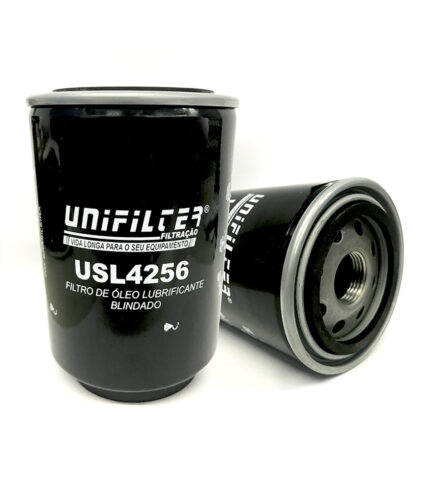 UNIFILTER®
FILTRAÇÃO
VIDA LONGA PARA O SEU EQUIPAMENTO
USL4256
FILTRO DE ÓLEO LUBRIFICANTE
BLINDADO
UNIFILTER